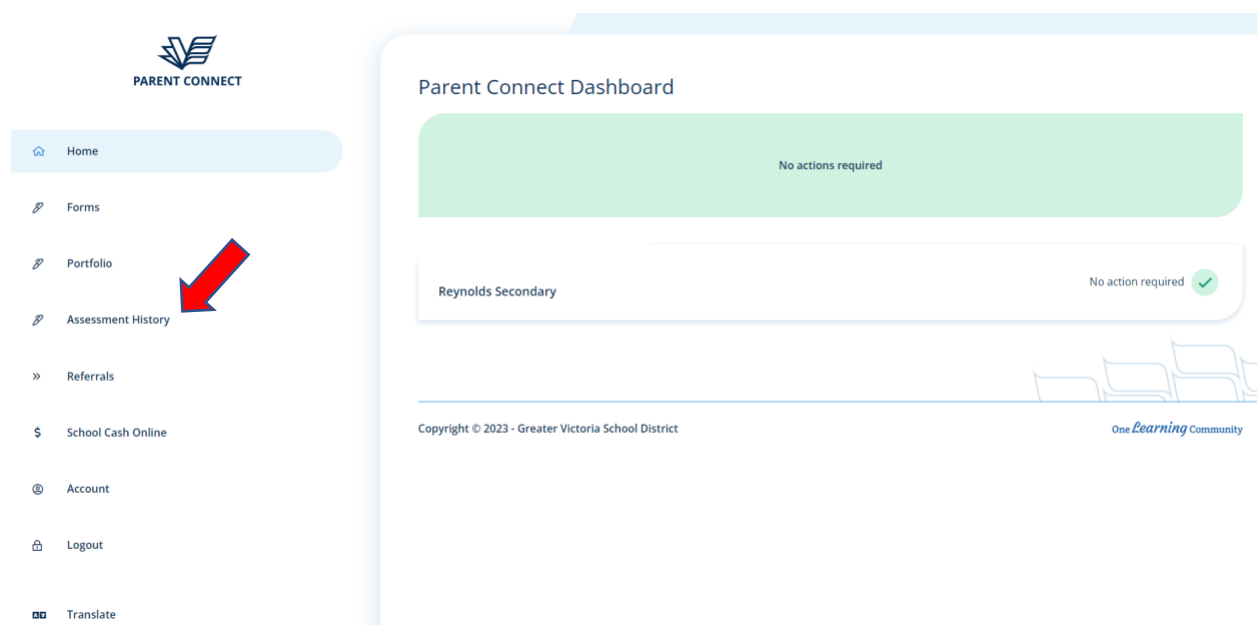 PARENT CONNECT
Home
Forms
Portfolio
Assessment History
Referrals
School Cash Online
Account
Logout
Translate
Parent Connect Dashboard
No actions required
Reynolds Secondary
No action required
Copyright © 2023 - Greater Victoria School District
One Learning Community